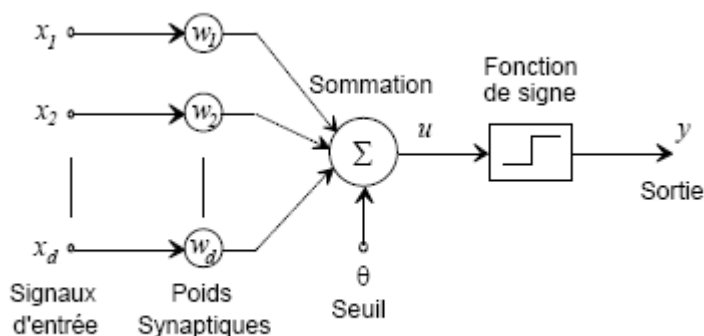 x1
w1
x2
w2
xd
wd
Sommation
Σ
u
Fonction
de signe
y
Sortie
θ
Seuil
Signaux
d'entrée
Poids
Synaptiques